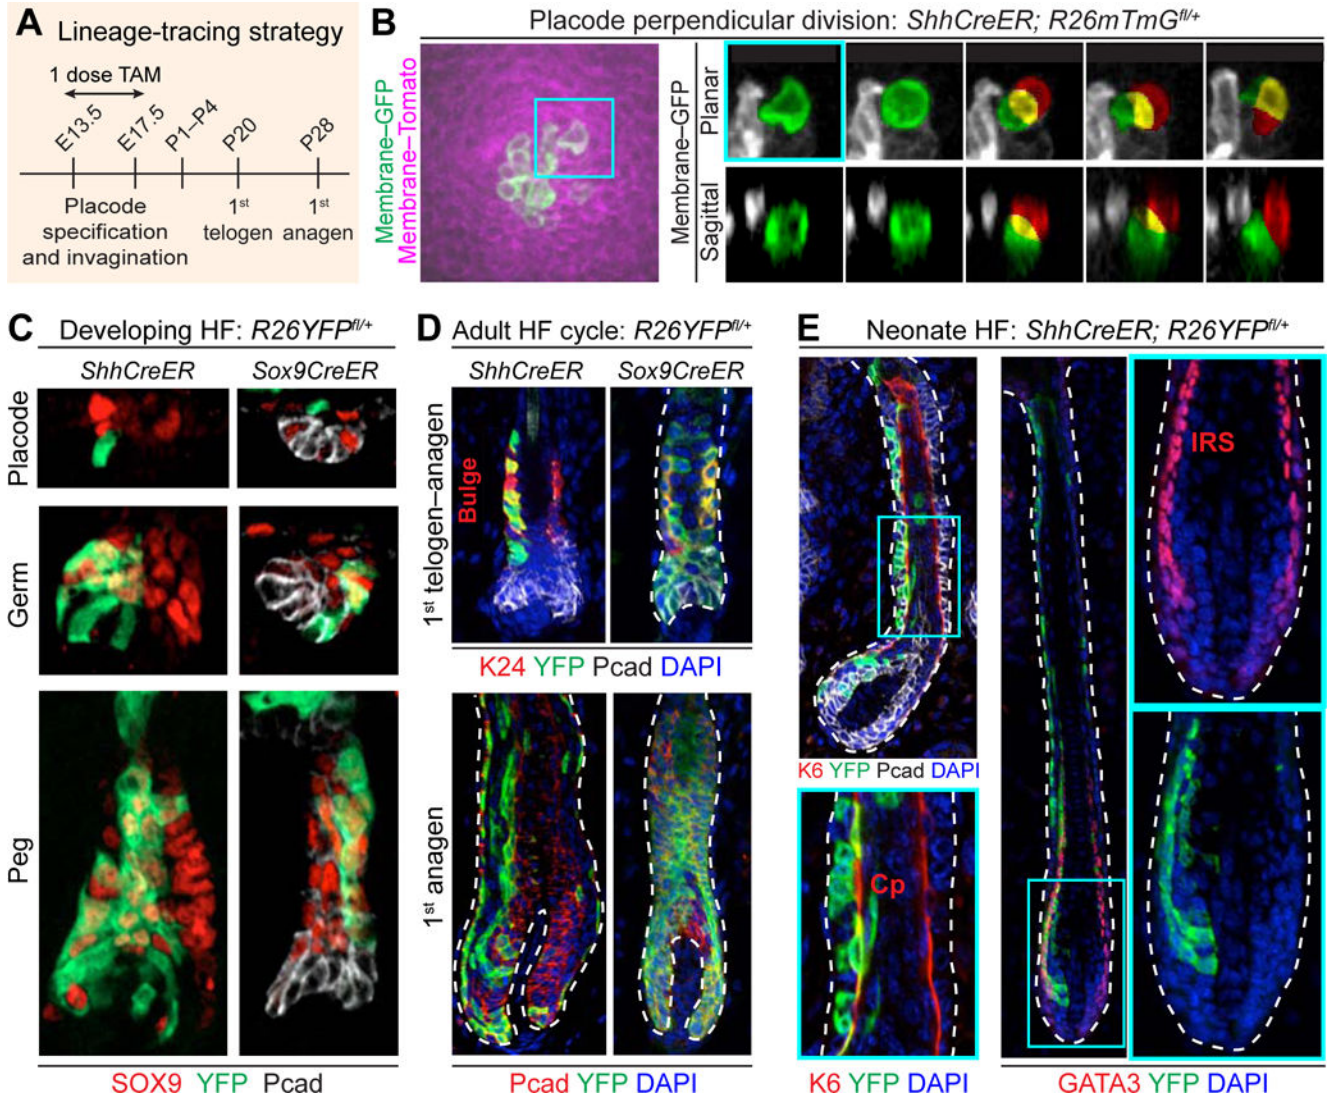 A Lineage-tracing strategy
1 dose TAM
E13.5
E17.5
P1–P4
P20
P28
Placode
specification
and invagination
1st
telogen
1st
anagen
B Placode perpendicular division: ShhCreER; R26mTmGfl/+
Membrane–GFP
Membrane–Tomato
Membrane–GFP
Planar
Sagittal
C Developing HF: R26YFPfl/+
ShhCreER
Sox9CreER
Placode
Germ
Peg
SOX9 YFP Pcad
D Adult HF cycle: R26YFPfl/+
ShhCreER
Sox9CreER
1st telogen–anagen
Bulge
K24 YFP Pcad DAPI
1st anagen
Pcad YFP DAPI
E Neonate HF: ShhCreER; R26YFPfl/+
K6 YFP Pcad DAPI
Cp
K6 YFP DAPI
IRS
GATA3 YFP DAPI